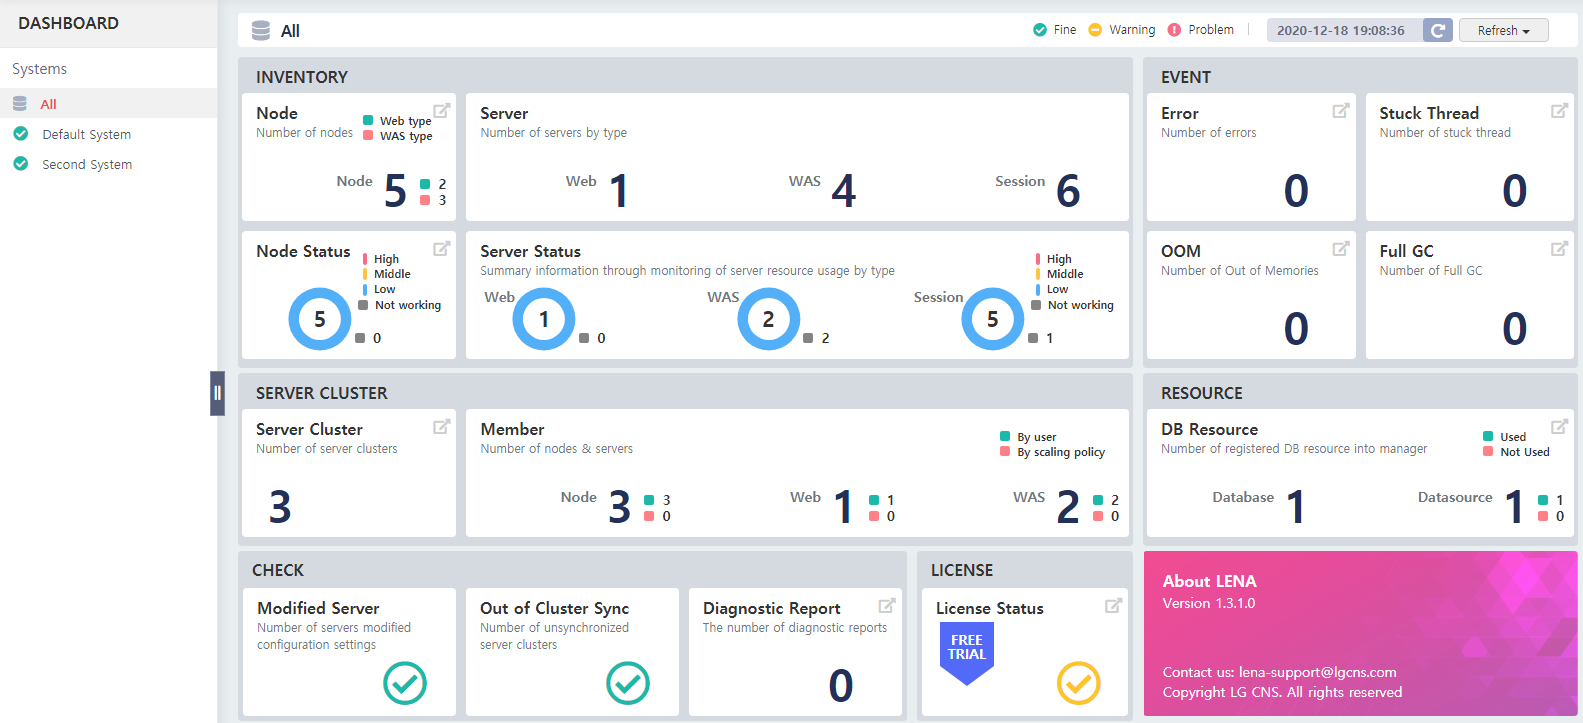 DASHBOARD
Systems
All
Default System
Second System
All
Fine
Warning
Problem
2020-12-18 19:08:36
Refresh
INVENTORY
Node
Number of nodes
Web type
WAS type
Node 5
2
3
Server
Number of servers by type
Web 1
WAS 4
Session 6
Node Status
High
Middle
Low
Not working
5
0
Server Status
Summary information through monitoring of server resource usage by type
High
Middle
Low
Not working
Web
1
0
WAS
2
2
Session
5
1
EVENT
Error
Number of errors
0
Stuck Thread
Number of stuck thread
0
OOM
Number of Out of Memories
0
Full GC
Number of Full GC
0
SERVER CLUSTER
Server Cluster
Number of server clusters
3
Member
Number of nodes & servers
By user
By scaling policy
Node 3
3
0
Web 1
1
0
WAS 2
2
0
RESOURCE
DB Resource
Number of registered DB resource into manager
Used
Not Used
Database 1
Datasource 1
1
0
CHECK
Modified Server
Number of servers modified
configuration settings
Out of Cluster Sync
Number of unsynchronized
server clusters
Diagnostic Report
The number of diagnostic reports
0
LICENSE
License Status
FREE
TRIAL
About LENA
Version 1.3.1.0
Contact us: lena-support@lgcns.com
Copyright LG CNS. All rights reserved